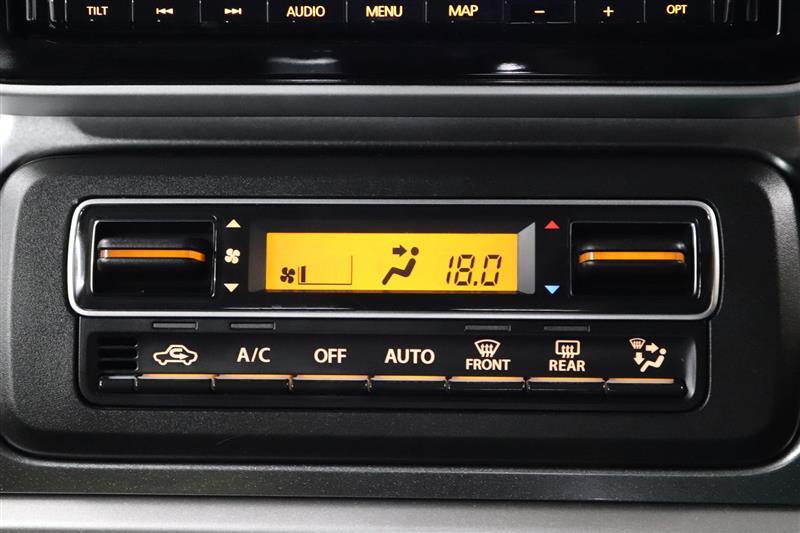 TILT AUDIO MENU MAP − + OPT
18.0
A/C OFF AUTO FRONT REAR